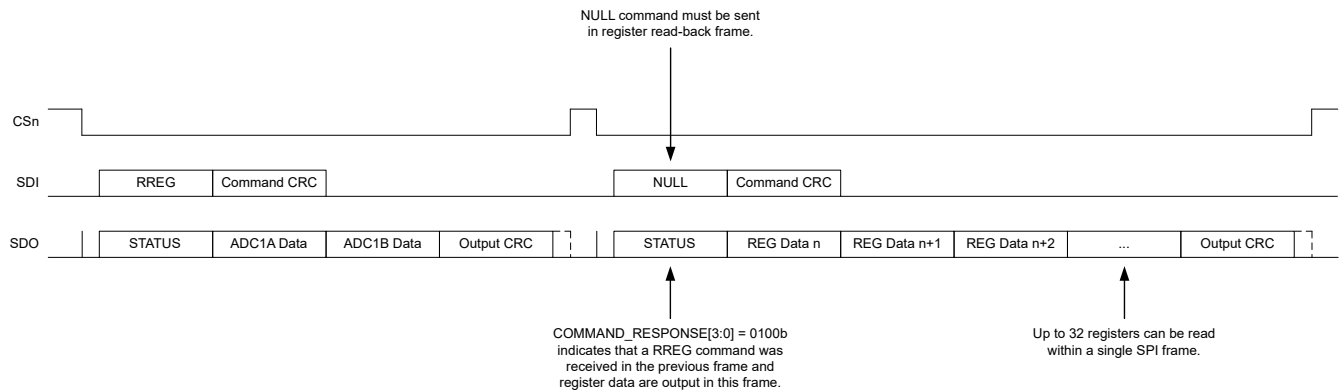 NULL command must be sent
in register read-back frame.
CSn
SDI
RREG
Command CRC
NULL
Command CRC
SDO
STATUS
ADC1A Data
ADC1B Data
Output CRC
STATUS
REG Data n
REG Data n+1
REG Data n+2
...
Output CRC
COMMAND_RESPONSE[3:0] = 0100b
indicates that a RREG command was
received in the previous frame and
register data are output in this frame.
Up to 32 registers can be read
within a single SPI frame.